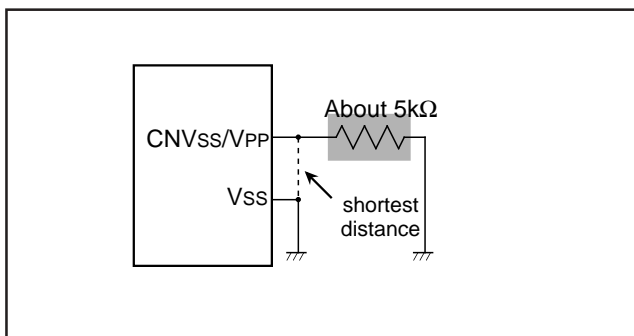 About 5kΩ
CNVSS/VPP
VSS
shortest
distance